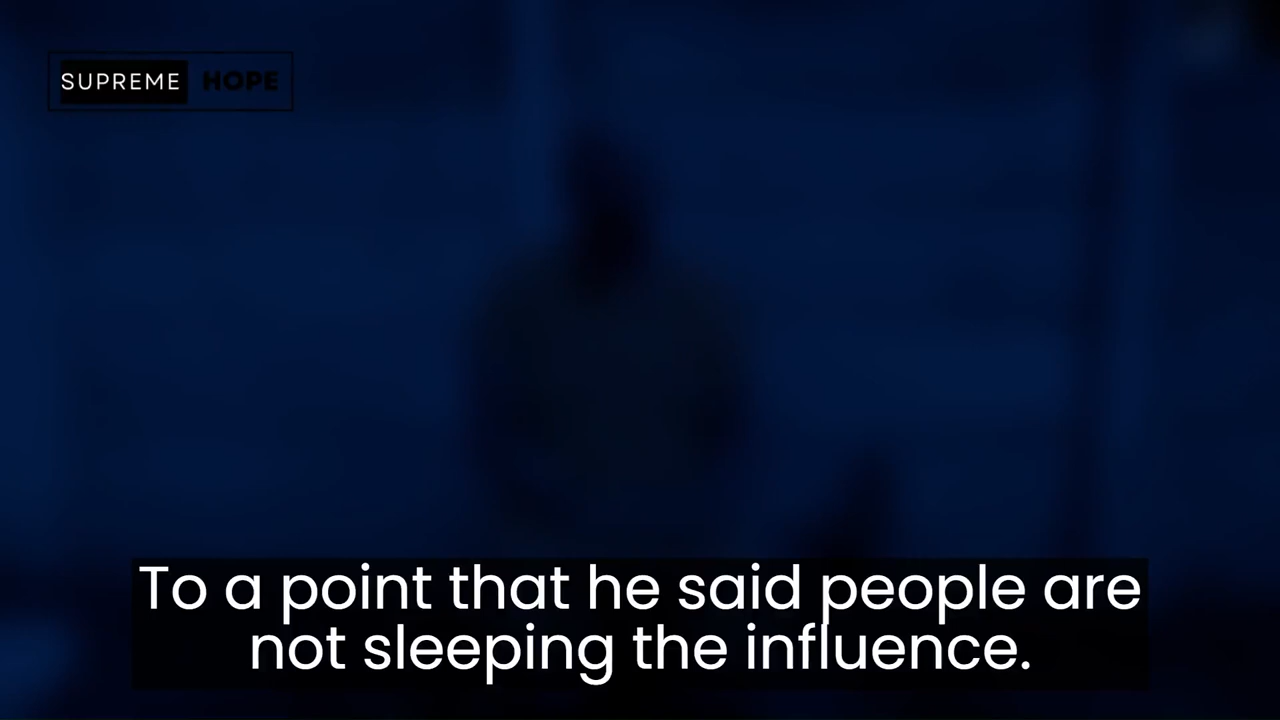 SUPREME HOPE
To a point that he said people are
not sleeping the influence.